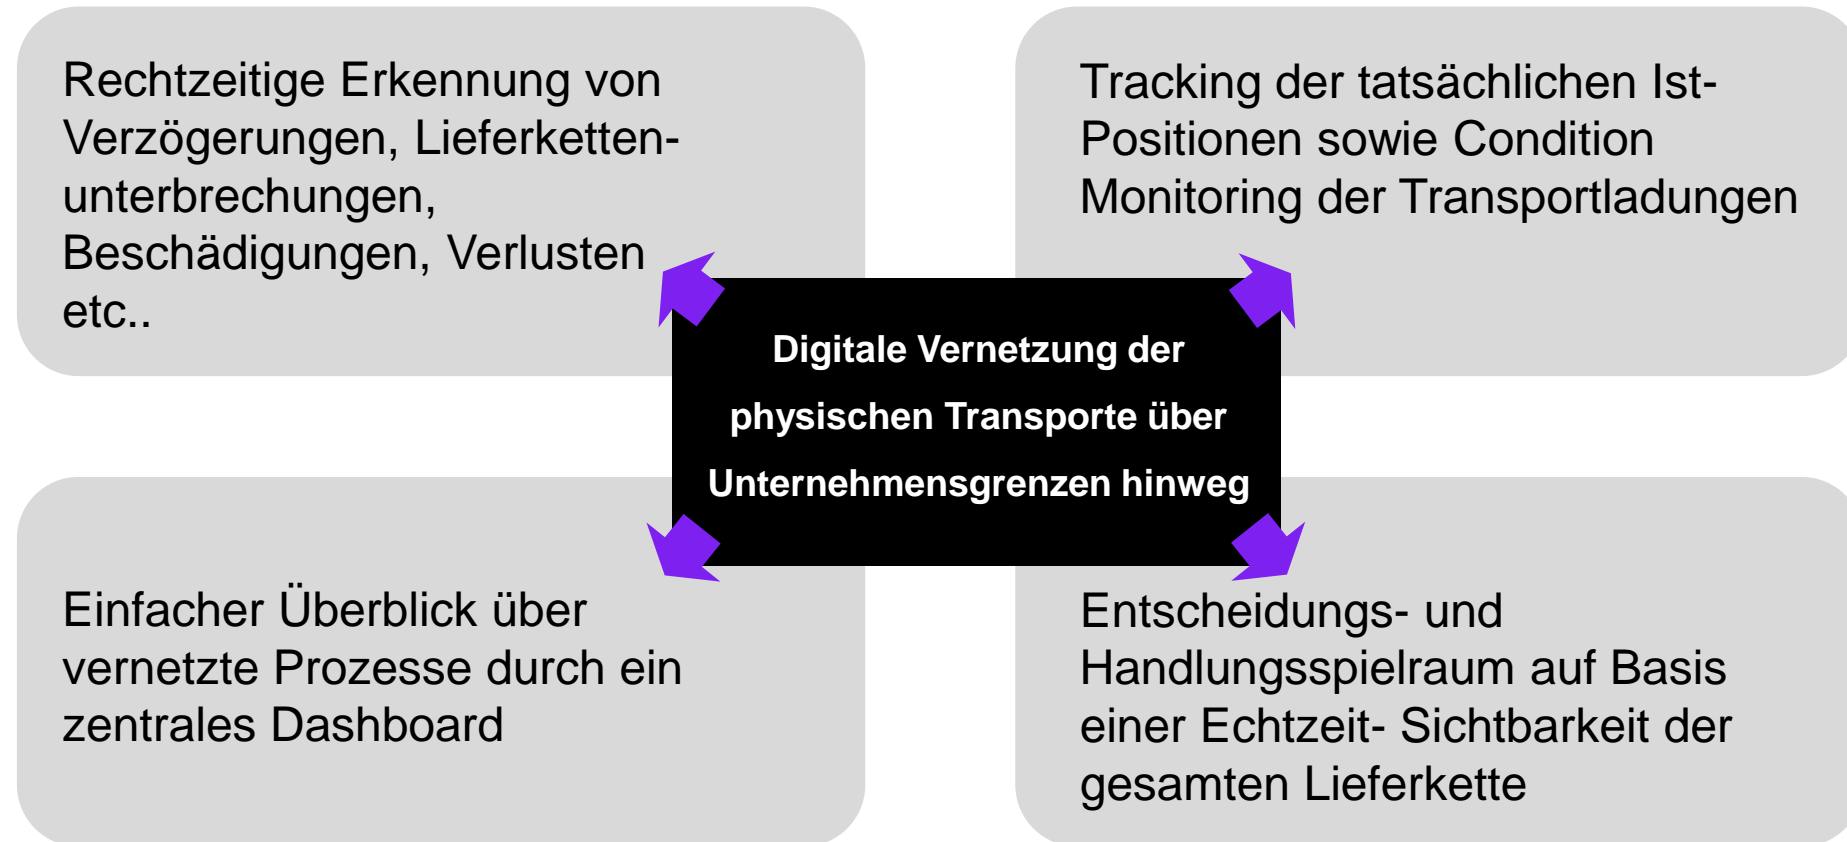 Rechtzeitige Erkennung von
Verzögerungen, Lieferketten-
unterbrechungen,
Beschädigungen, Verlusten
etc..
Tracking der tatsächlichen Ist-
Positionen sowie Condition
Monitoring der Transportladungen
Digitale Vernetzung der
physischen Transporte über
Unternehmensgrenzen hinweg
Einfacher Überblick über
vernetzte Prozesse durch ein
zentrales Dashboard
Entscheidungs- und
Handlungsspielraum auf Basis
einer Echtzeit- Sichtbarkeit der
gesamten Lieferkette